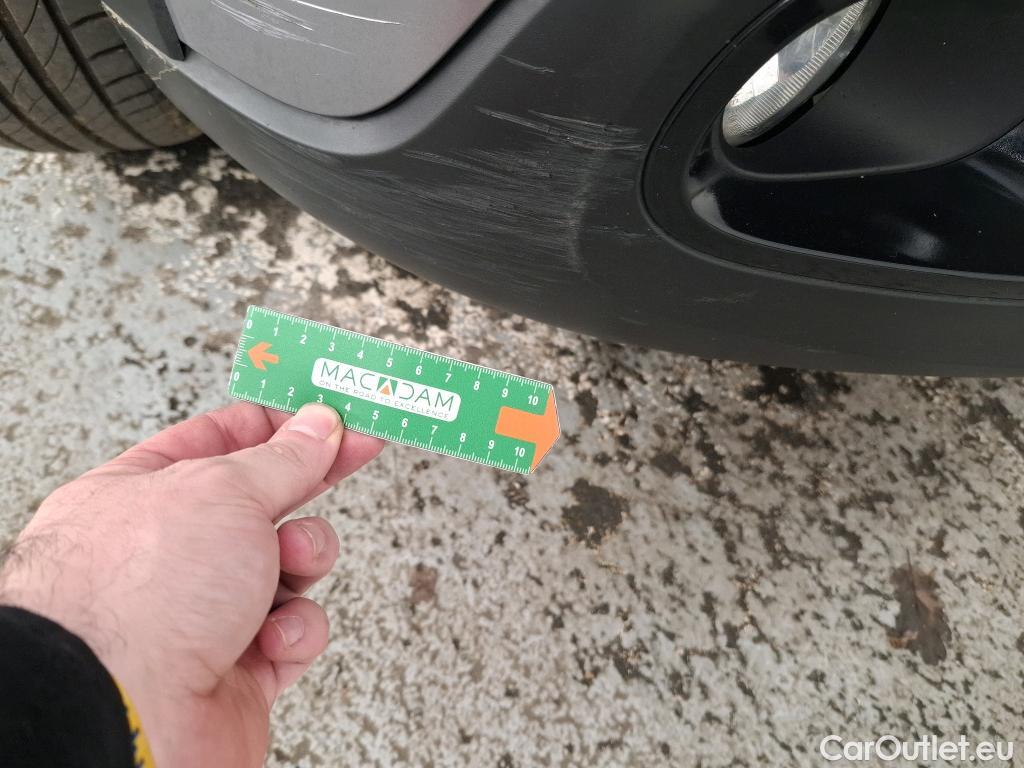 0 1 2 3 4 5 6 7 8 9 10
MACADAM
ON THE ROAD TO EXCELLENCE
0 1 2 3 4 5 6 7 8 9 10
CarOutlet.eu